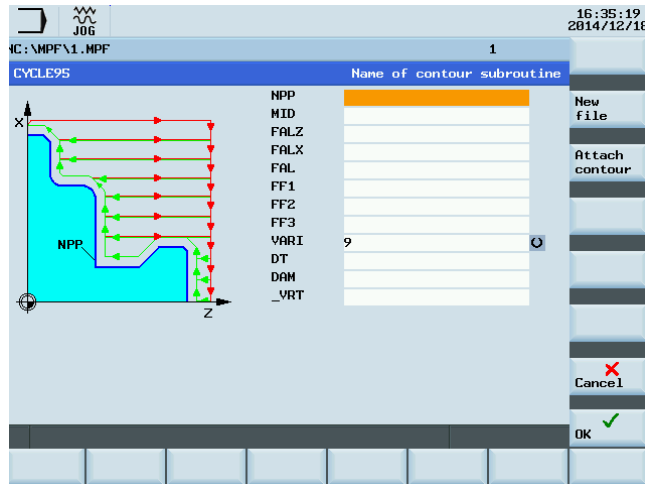 JOG
16:35:19
2014/12/18
NC:\MPF\1.MPF 1
CYCLE95 Name of contour subroutine
NPP
MID
FALZ
FALX
FAL
FF1
FF2
FF3
VARI 9
DT
DAM
_VRT
X
NPP
Z
New
file
Attach
contour
Cancel
OK